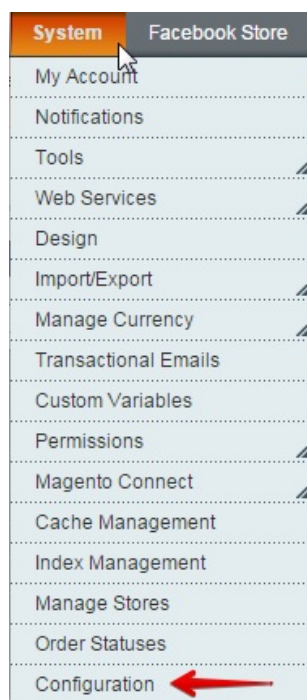 System Facebook Store
My Account
Notifications
Tools
Web Services
Design
Import/Export
Manage Currency
Transactional Emails
Custom Variables
Permissions
Magento Connect
Cache Management
Index Management
Manage Stores
Order Statuses
Configuration